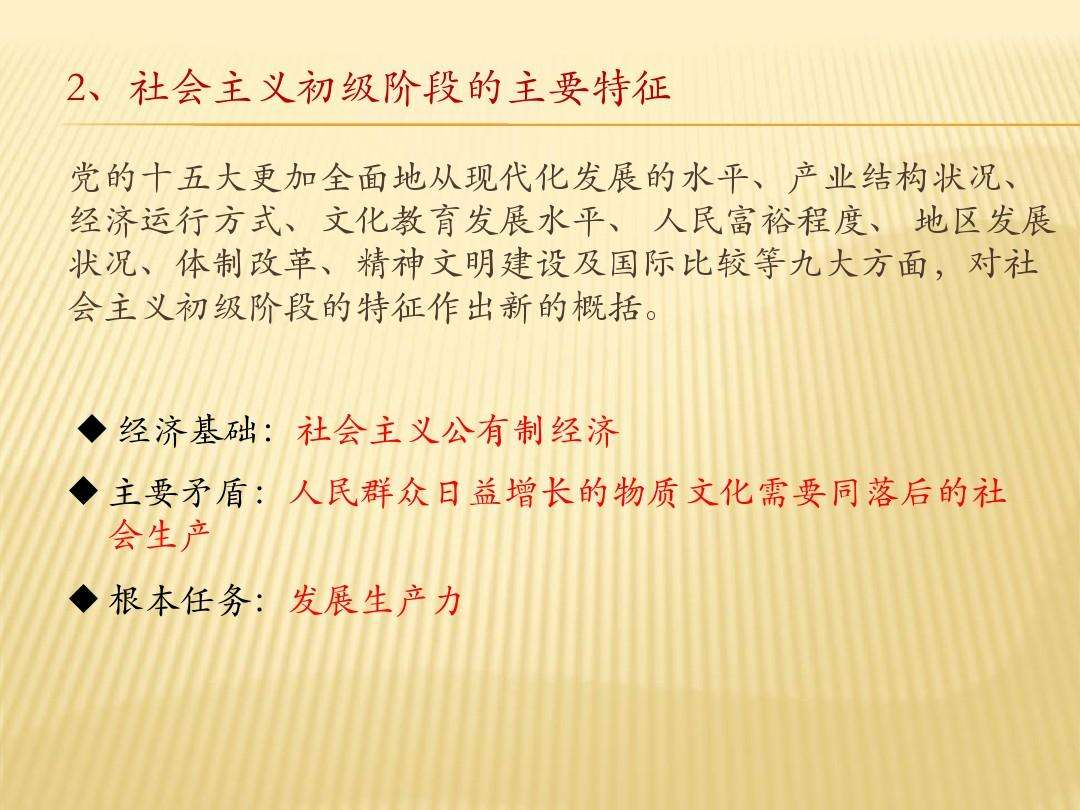 2、社会主义初级阶段的主要特征
党的十五大更加全面地从现代化发展的水平、产业结构状况、
经济运行方式、文化教育发展水平、 人民富裕程度、 地区发展
状况、体制改革、精神文明建设及国际比较等九大方面，对社
会主义初级阶段的特征作出新的概括。
◆ 经济基础：社会主义公有制经济
◆ 主要矛盾：人民群众日益增长的物质文化需要同落后的社
会生产
◆ 根本任务：发展生产力